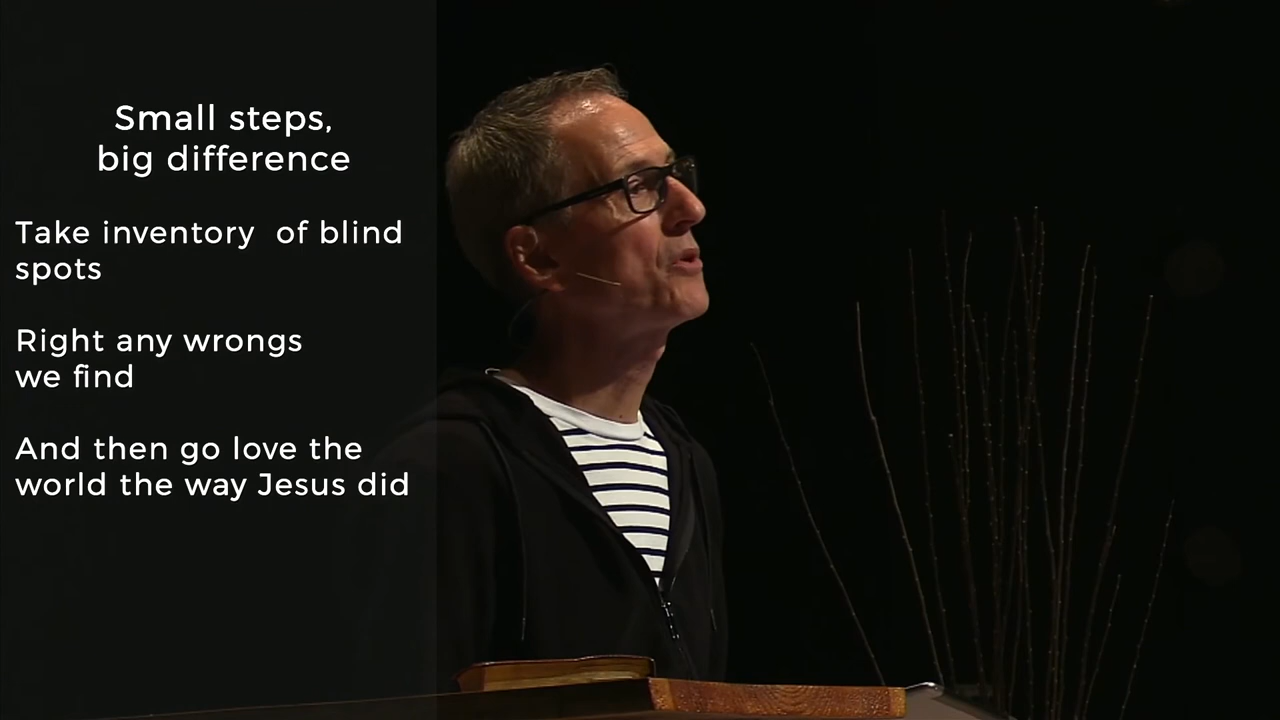 Small steps,
big difference
Take inventory  of blind
spots
Right any wrongs
we find
And then go love the
world the way Jesus did